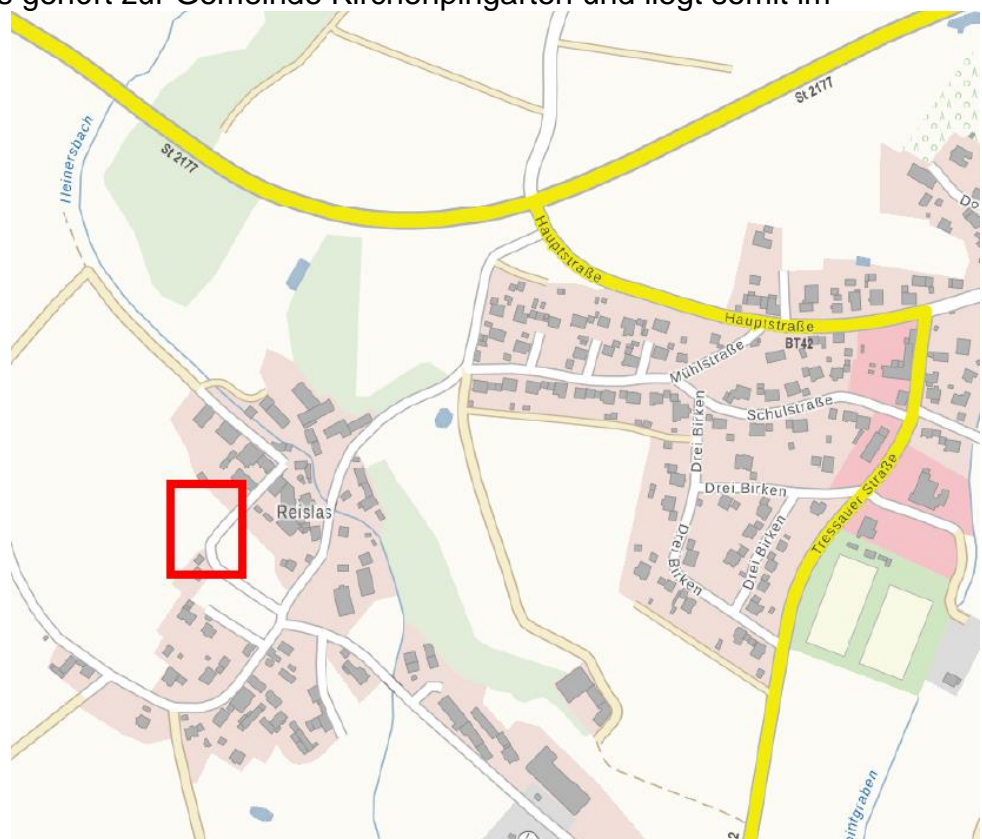 gehört zur Gemeinde Kirchenpingarten und liegt somit im
St 2177
St 2177
Heinersbach
Hauptstraße
Hauptstraße
BT42
Mühlstraße
Schulstraße
Drei Birken
Drei Birken
Drei Birken
Drei Birken
Tressauer Straße
Reislas